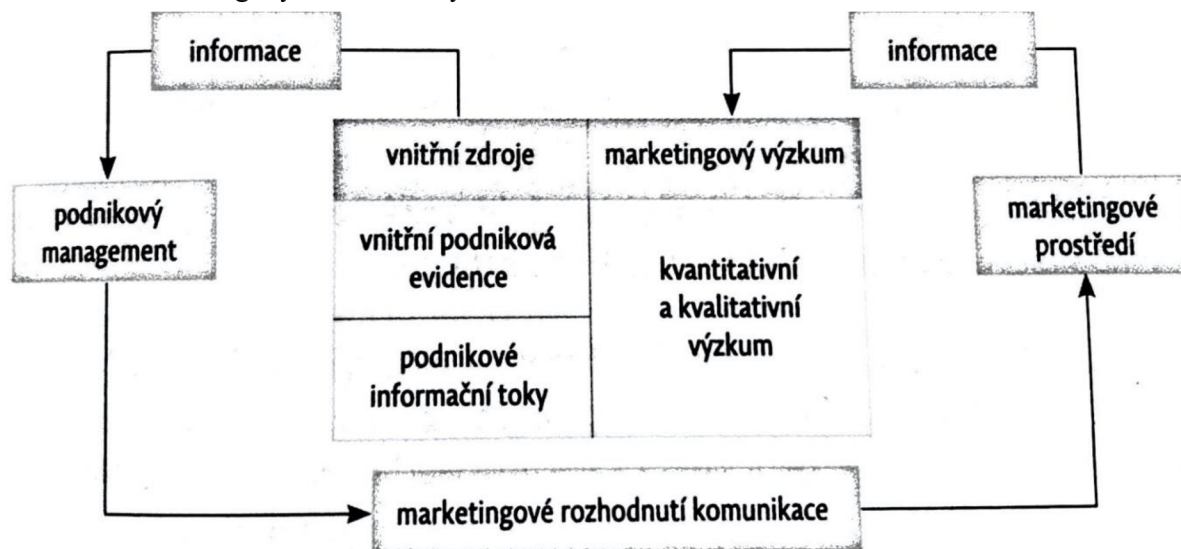 informace
informace
vnitřní zdroje
marketingový výzkum
podnikový
management
marketingové
prostředí
vnitřní podniková
evidence
kvantitativní
a kvalitativní
výzkum
podnikové
informační toky
marketingové rozhodnutí komunikace